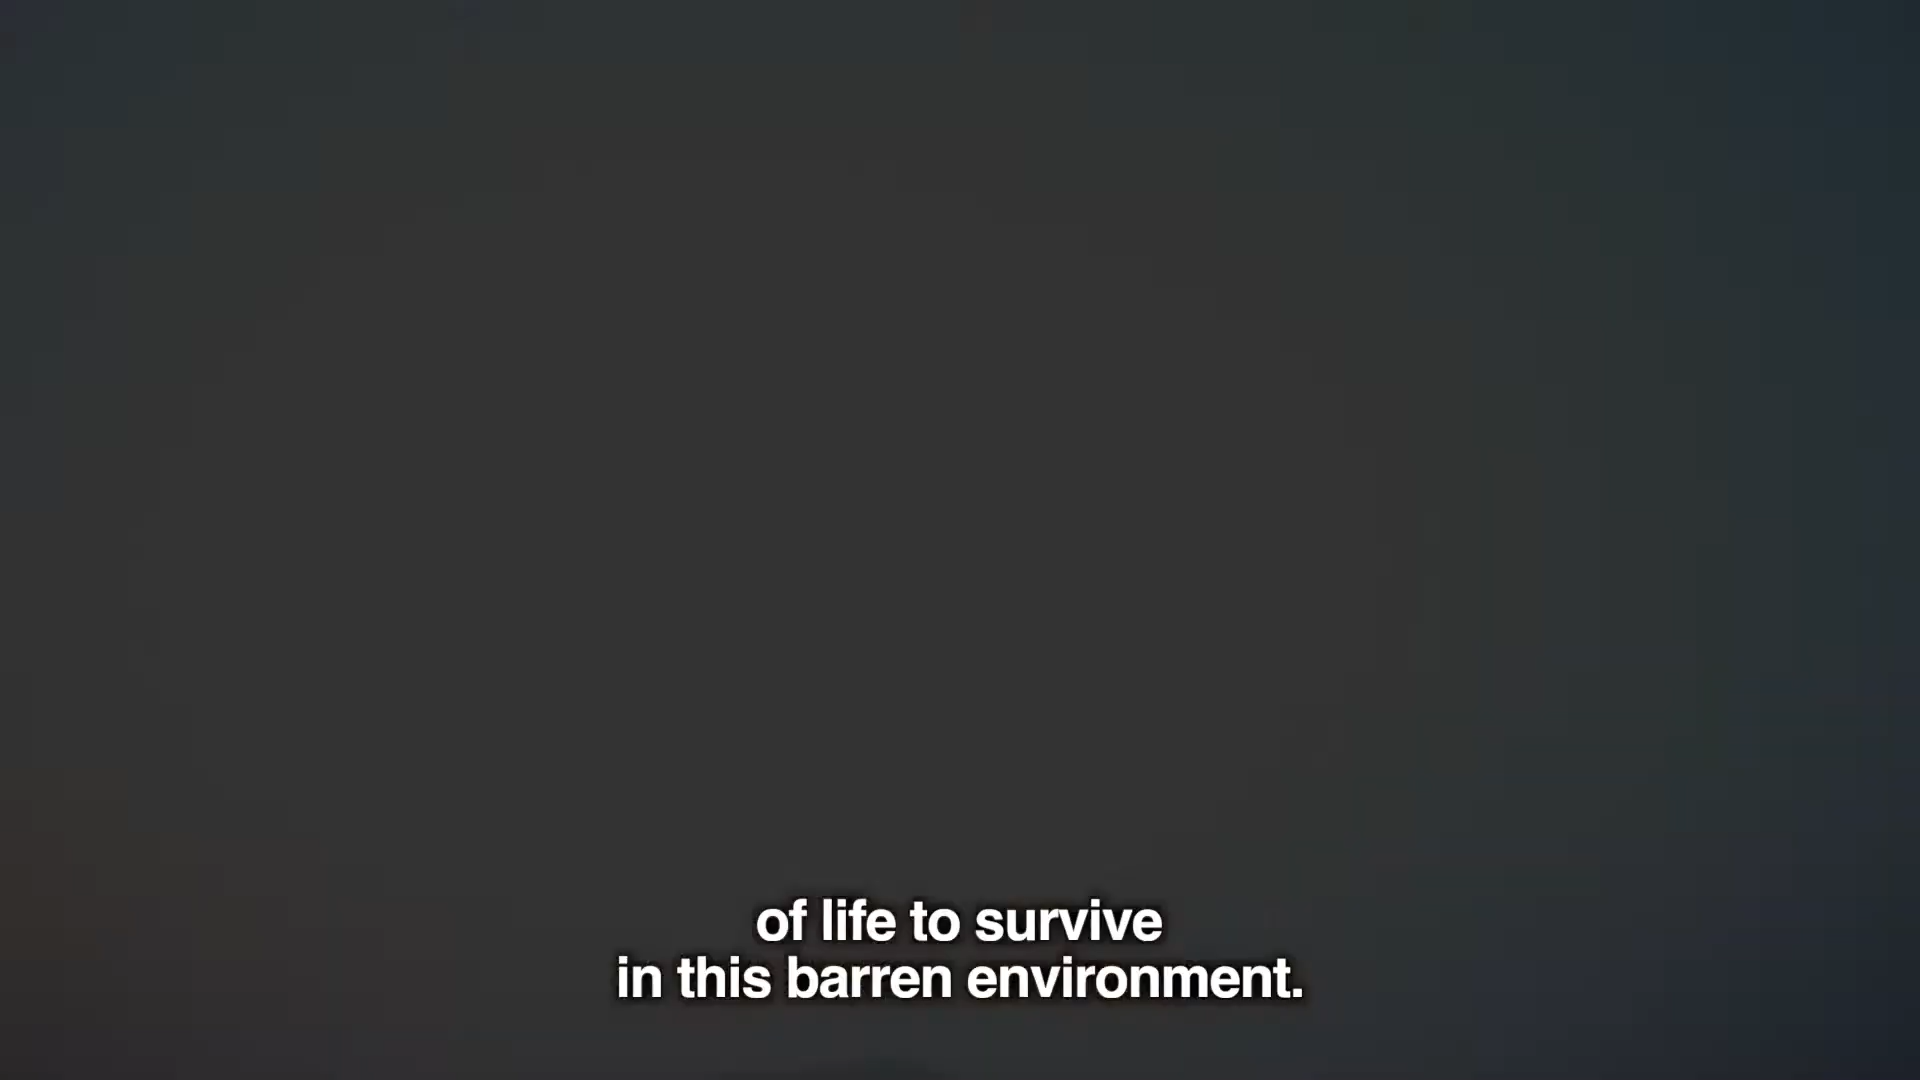 of life to survive
in this barren environment.